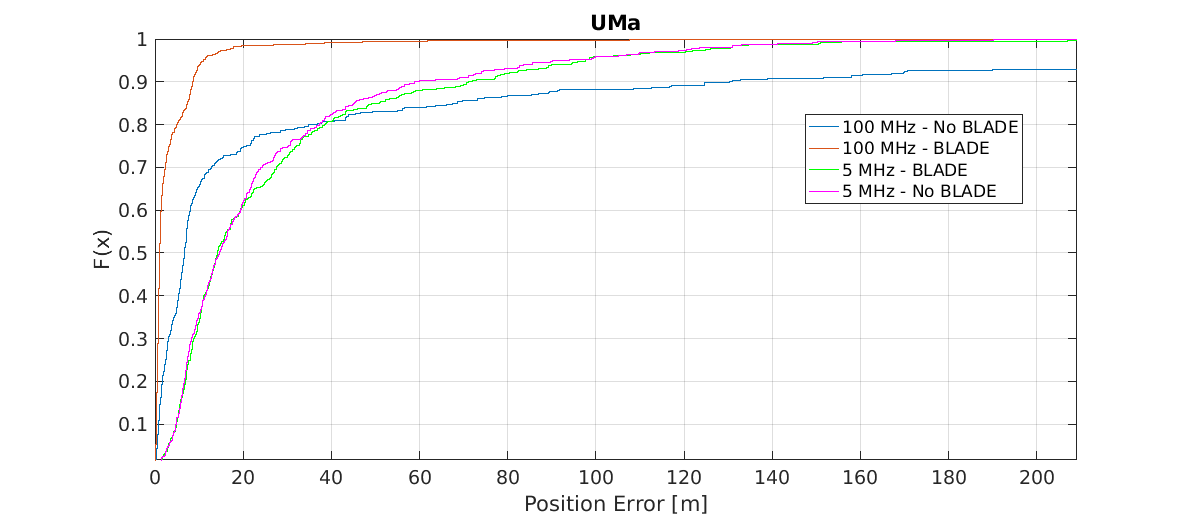 UMa
1
0.9
0.8
0.7
0.6
0.5
0.4
0.3
0.2
0.1
F(x)
100 MHz - No BLADE
100 MHz - BLADE
5 MHz - BLADE
5 MHz - No BLADE
0 20 40 60 80 100 120 140 160 180 200
Position Error [m]